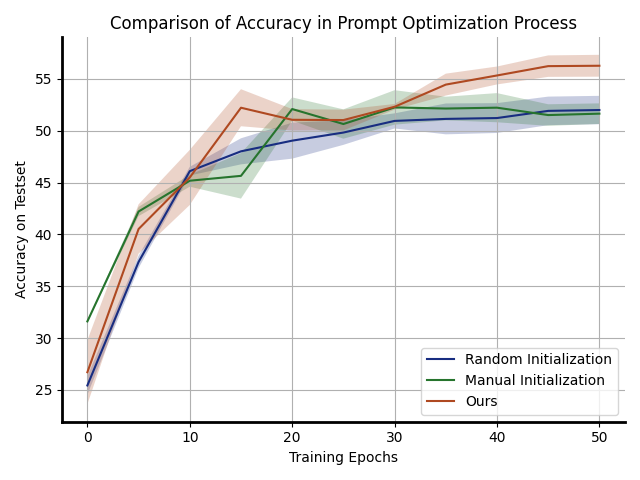 Comparison of Accuracy in Prompt Optimization Process
Accuracy on Testset
55
50
45
40
35
30
25
0 10 20 30 40 50
Training Epochs
Random Initialization
Manual Initialization
Ours